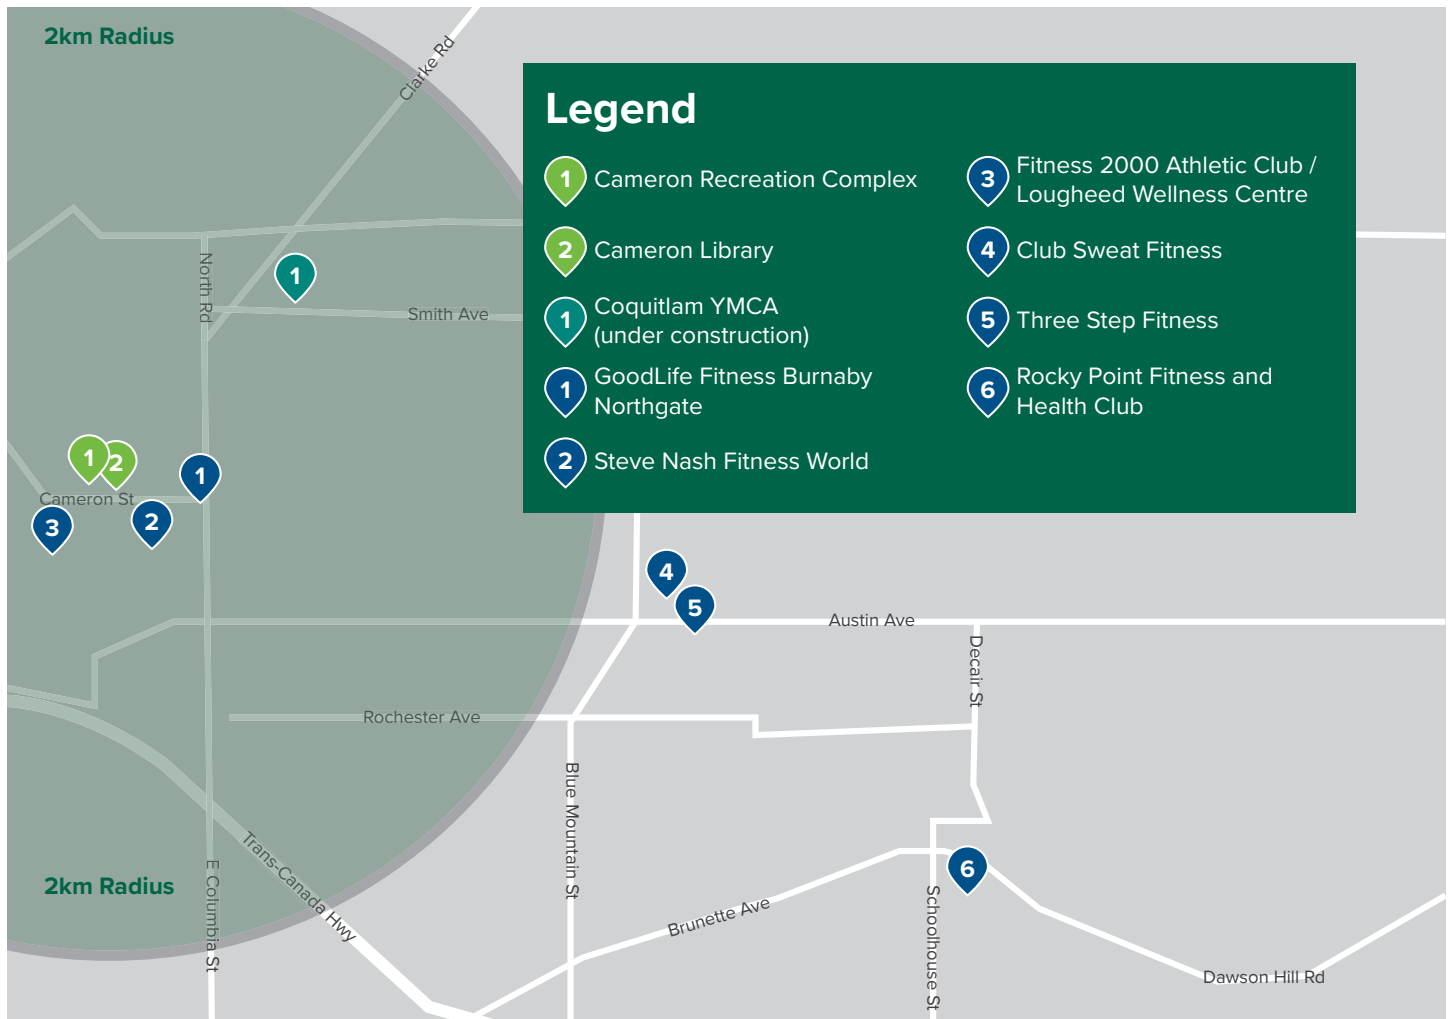 2km Radius
Clarke Rd
Legend
1 Cameron Recreation Complex
2 Cameron Library
1 Coquitlam YMCA
(under construction)
1 GoodLife Fitness Burnaby
Northgate
2 Steve Nash Fitness World
3 Fitness 2000 Athletic Club /
Lougheed Wellness Centre
4 Club Sweat Fitness
5 Three Step Fitness
6 Rocky Point Fitness and
Health Club
North Rd
1
Smith Ave
1
2
1
Cameron St
3
2
4
5
Austin Ave
Decair St
Rochester Ave
Blue Mountain St
Trans-Canada Hwy
E Columbia St
2km Radius
6
Brunette Ave
Schoolhouse St
Dawson Hill Rd